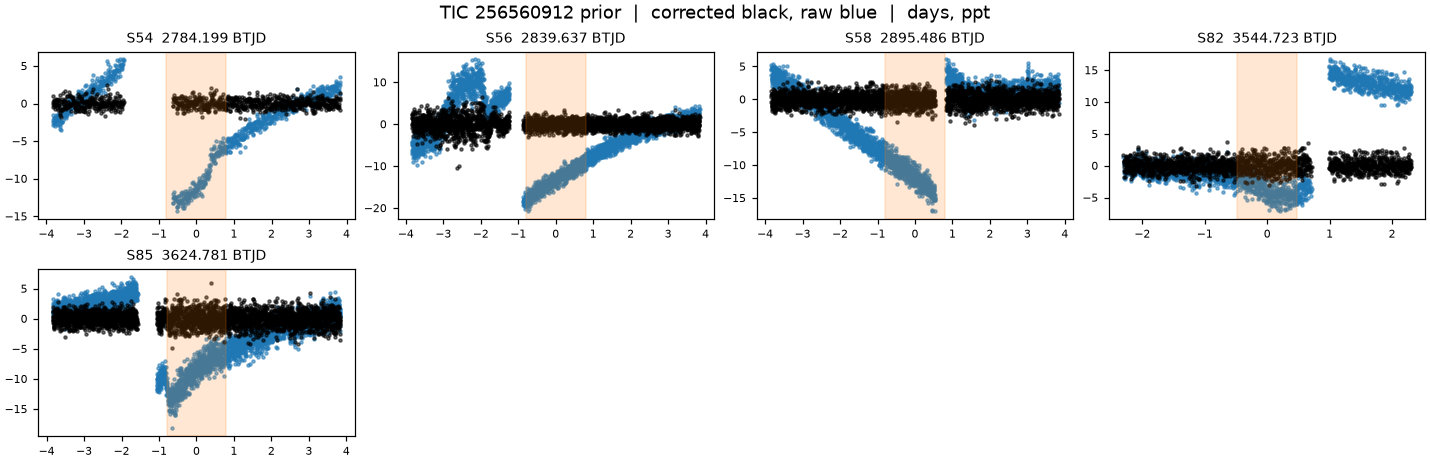 TIC 256560912 prior | corrected black, raw blue | days, ppt
S54 2784.199 BTJD
S56 2839.637 BTJD
S58 2895.486 BTJD
S82 3544.723 BTJD
5
0
−5
−10
−15
−4 −3 −2 −1 0 1 2 3 4
10
0
−10
−20
−4 −3 −2 −1 0 1 2 3 4
5
0
−5
−10
−15
−4 −3 −2 −1 0 1 2 3 4
15
10
5
0
−5
−2 −1 0 1 2
S85 3624.781 BTJD
5
0
−5
−10
−15
−4 −3 −2 −1 0 1 2 3 4